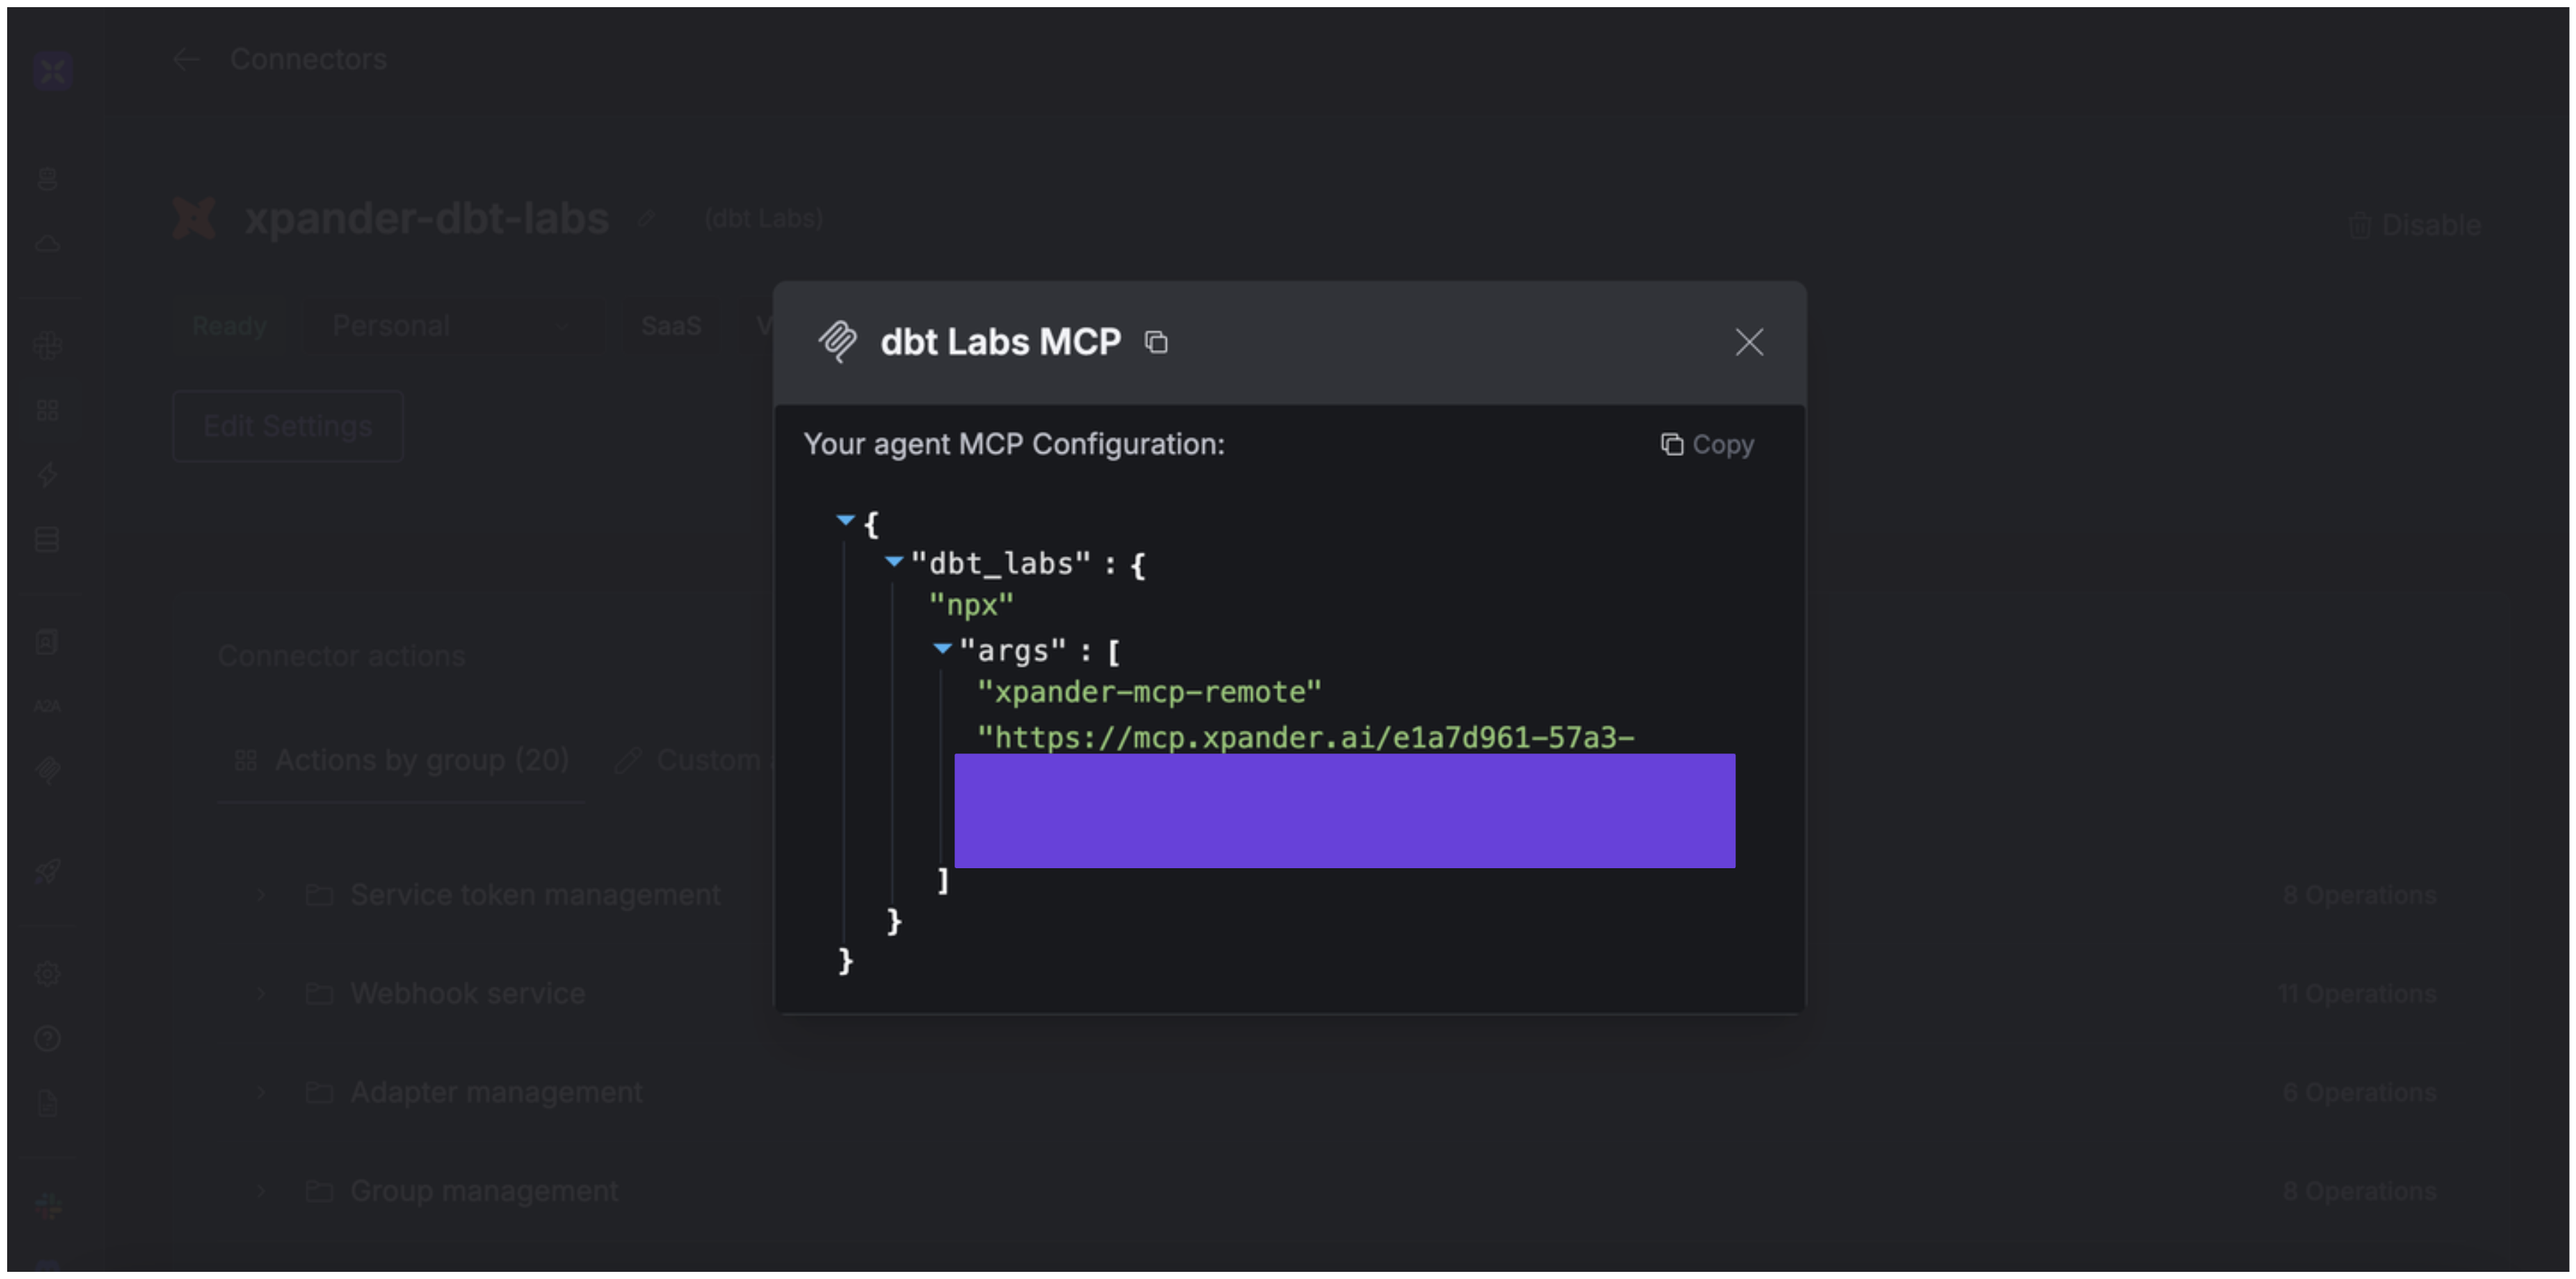 Connectors
xpander-dbt-labs
(dbt Labs)
Disable
Ready
Personal
SaaS
V
Edit Settings
dbt Labs MCP
Your agent MCP Configuration:
Copy
{
"dbt_labs" : {
"npx"
"args" : [
"xpander-mcp-remote"
"https://mcp.xpander.ai/e1a7d961-57a3-
]
}
}
Connector actions
A2A
Actions by group (20)
Custom
Service token management
8 Operations
Webhook service
11 Operations
Adapter management
6 Operations
Group management
8 Operations